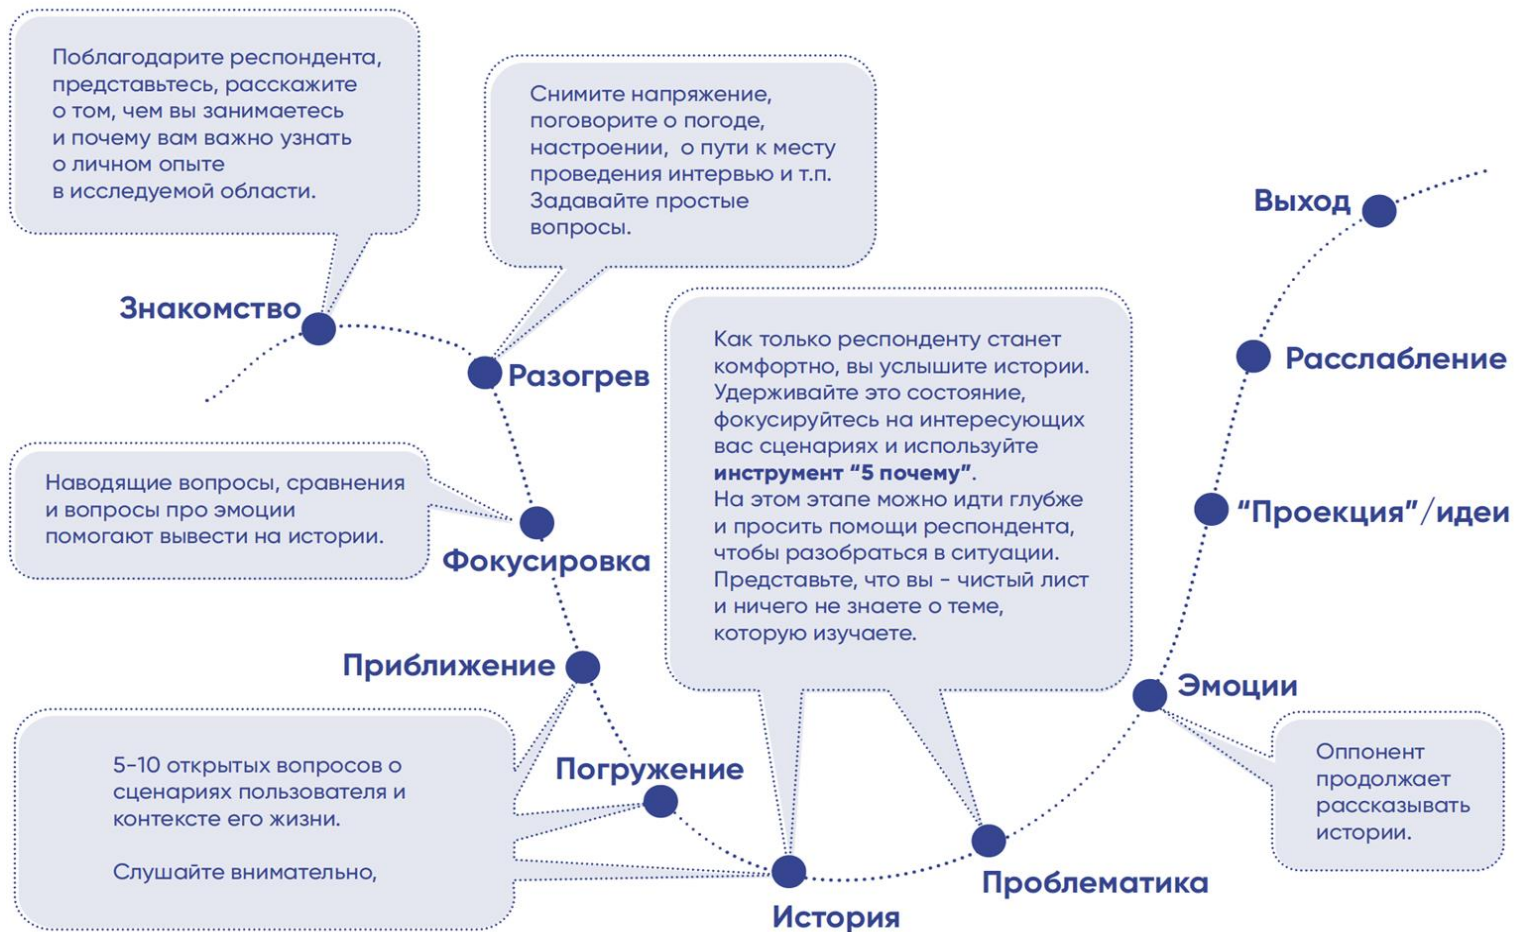 Поблагодарите респондента,
представьтесь, расскажите
о том, чем вы занимаетесь
и почему вам важно узнать
о личном опыте
в исследуемой области.
Знакомство
Снимите напряжение,
поговорите о погоде,
настроении, о пути к месту
проведения интервью и т.п.
Задавайте простые
вопросы.
Разогрев
Наводящие вопросы, сравнения
и вопросы про эмоции
помогают вывести на истории.
Фокусировка
Приближение
5-10 открытых вопросов о
сценариях пользователя и
контексте его жизни.
Слушайте внимательно,
Погружение
Как только респонденту станет
комфортно, вы услышите истории.
Удерживайте это состояние,
фокусируйтесь на интересующих
вас сценариях и используйте
инструмент “5 почему”.
На этом этапе можно идти глубже
и просить помощи респондента,
чтобы разобраться в ситуации.
Представьте, что вы - чистый лист
и ничего не знаете о теме,
которую изучаете.
История
Проблематика
Эмоции
Оппонент
продолжает
рассказывать
истории.
“Проекция”/идеи
Расслабление
Выход